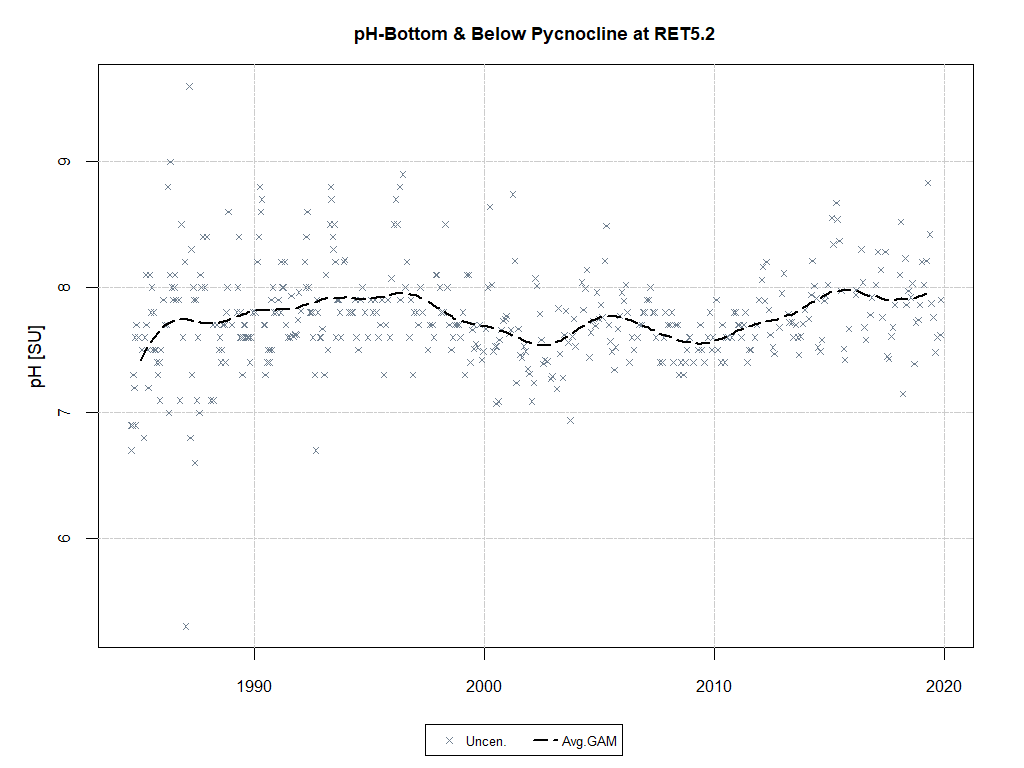 pH-Bottom & Below Pycnocline at RET5.2
pH [SU]
9
8
7
6
1990
2000
2010
2020
Uncen.
Avg.GAM